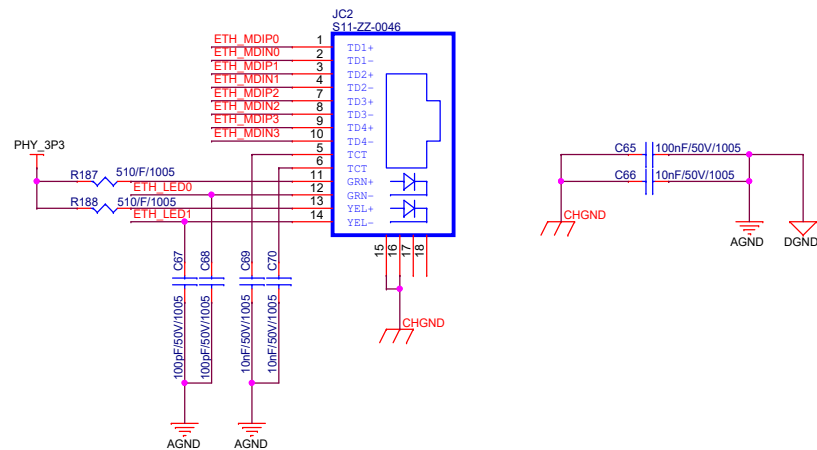 JC2
S11-ZZ-0046
ETH_MDIP0 1 TD1+
ETH_MDIN0 2 TD1-
ETH_MDIP1 3 TD2+
ETH_MDIN1 4 TD2-
ETH_MDIP2 7 TD3+
ETH_MDIN2 8 TD3-
ETH_MDIP3 9 TD4+
ETH_MDIN3 10 TD4-
5 TCT
6 TCT
PHY_3P3
R187 510/F/1005 11 GRN+
ETH_LED0 12 GRN-
R188 510/F/1005 13 YEL+
ETH_LED1 14 YEL-
15
16
17
18
CHGND
C67
100pF/50V/1005
C68
100pF/50V/1005
C69
10nF/50V/1005
C70
10nF/50V/1005
AGND
AGND
C65 100nF/50V/1005
C66 10nF/50V/1005
CHGND
AGND
DGND